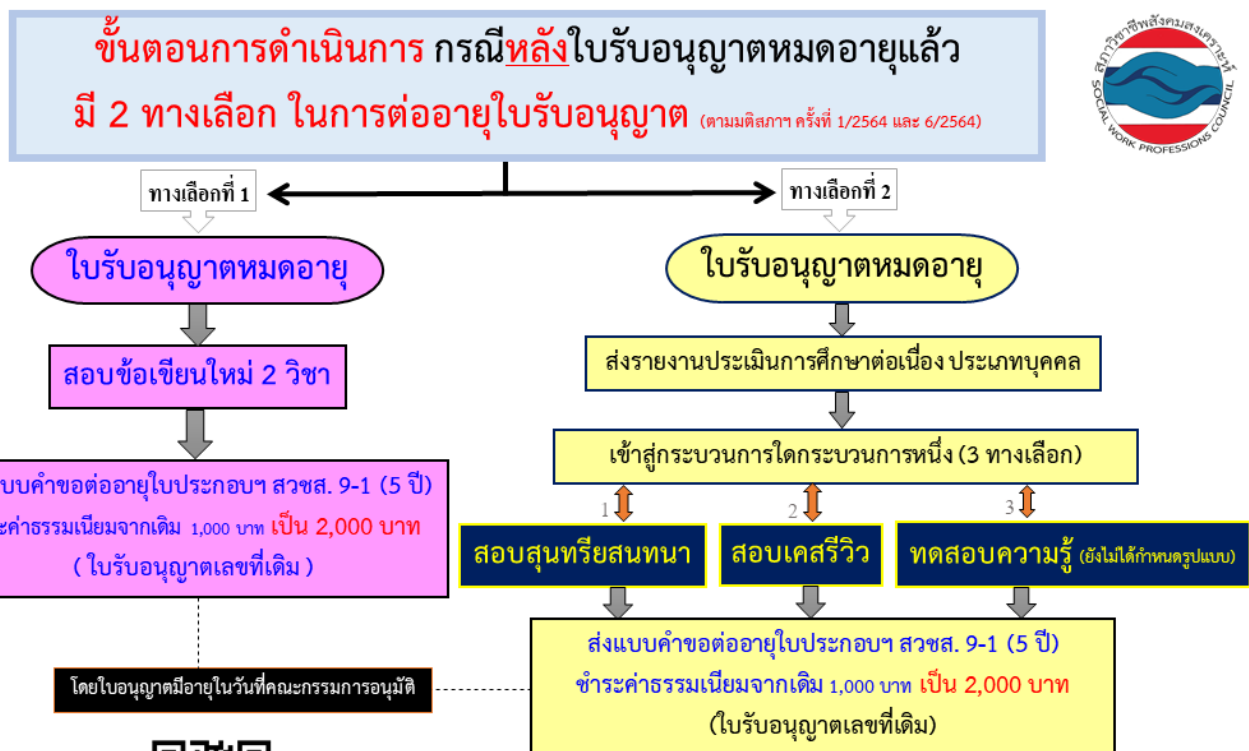 ขั้นตอนการดำเนินการ กรณีหลังใบรับอนุญาตหมดอายุแล้ว
มี 2 ทางเลือก ในการต่ออายุใบรับอนุญาต (ตามมติสภาฯ ครั้งที่ 1/2564 และ 6/2564)
สภาวิชาชีพสังคมสงเคราะห์
SOCIAL WORK PROFESSIONS COUNCIL
ทางเลือกที่ 1
ทางเลือกที่ 2
ใบรับอนุญาตหมดอายุ
ใบรับอนุญาตหมดอายุ
สอบข้อเขียนใหม่ 2 วิชา
ส่งรายงานประเมินการศึกษาต่อเนื่อง ประเภทบุคคล
เข้าสู่กระบวนการใดกระบวนการหนึ่ง (3 ทางเลือก)
บบคำขอต่ออายุใบประกอบฯ สวชส. 9-1 (5 ปี)
ะค่าธรรมเนียมจากเดิม 1,000 บาท เป็น 2,000 บาท
( ใบรับอนุญาตเลขที่เดิม )
1
2
3
สอบสุนทรียสนทนา
สอบเคสรีวิว
ทดสอบความรู้ (ยังไม่ได้กำหนดรูปแบบ)
ส่งแบบคำขอต่ออายุใบประกอบฯ สวชส. 9-1 (5 ปี)
ชำระค่าธรรมเนียมจากเดิม 1,000 บาท เป็น 2,000 บาท
(ใบรับอนุญาตเลขที่เดิม)
โดยใบอนุญาตมีอายุในวันที่คณะกรรมการอนุมัติ